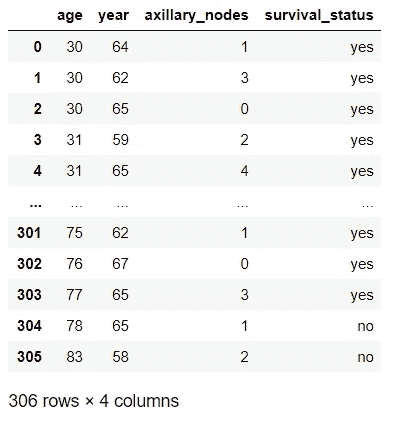 age year axillary_nodes survival_status
0 30 64 1 yes
1 30 62 3 yes
2 30 65 0 yes
3 31 59 2 yes
4 31 65 4 yes
... ... ... ... ...
301 75 62 1 yes
302 76 67 0 yes
303 77 65 3 yes
304 78 65 1 no
305 83 58 2 no
306 rows × 4 columns